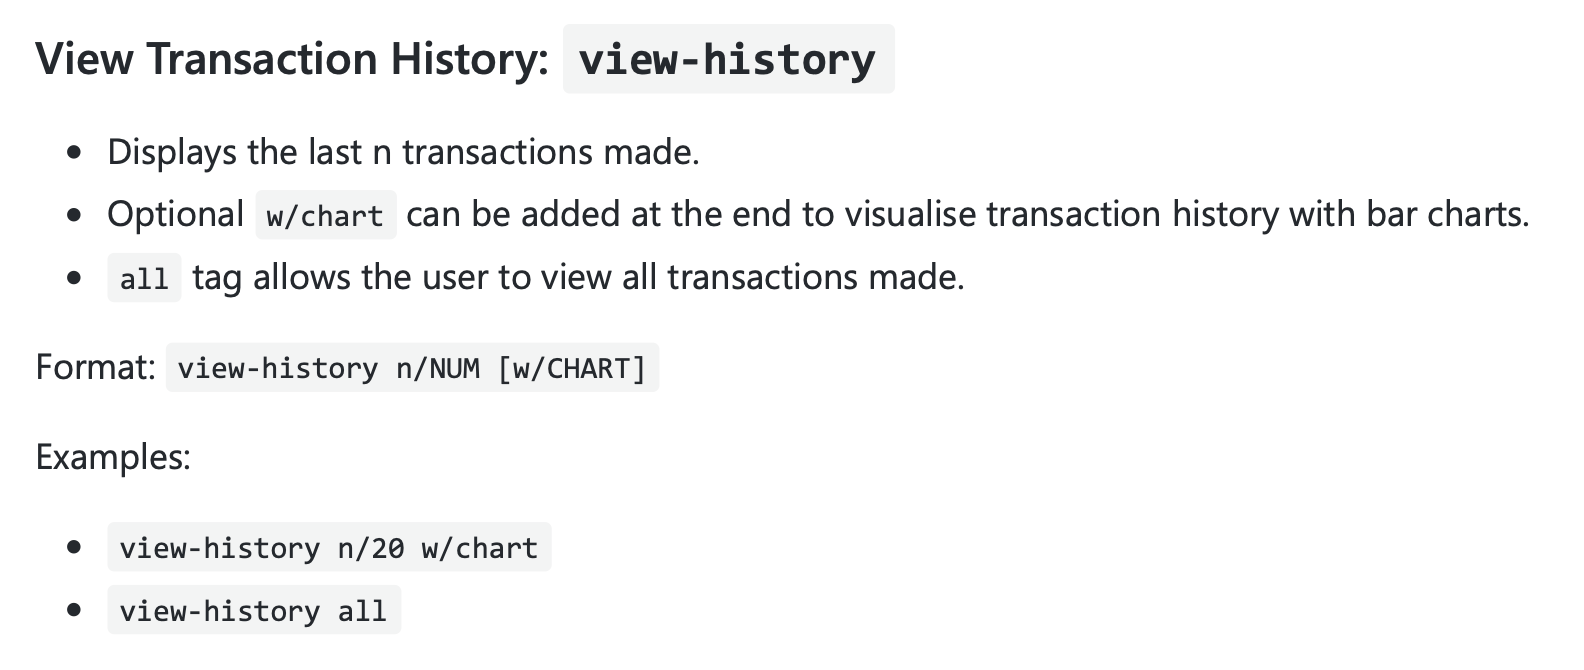 View Transaction History: view-history
• Displays the last n transactions made.
• Optional w/chart can be added at the end to visualise transaction history with bar charts.
• all tag allows the user to view all transactions made.
Format: view-history n/NUM [w/CHART]
Examples:
• view-history n/20 w/chart
• view-history all